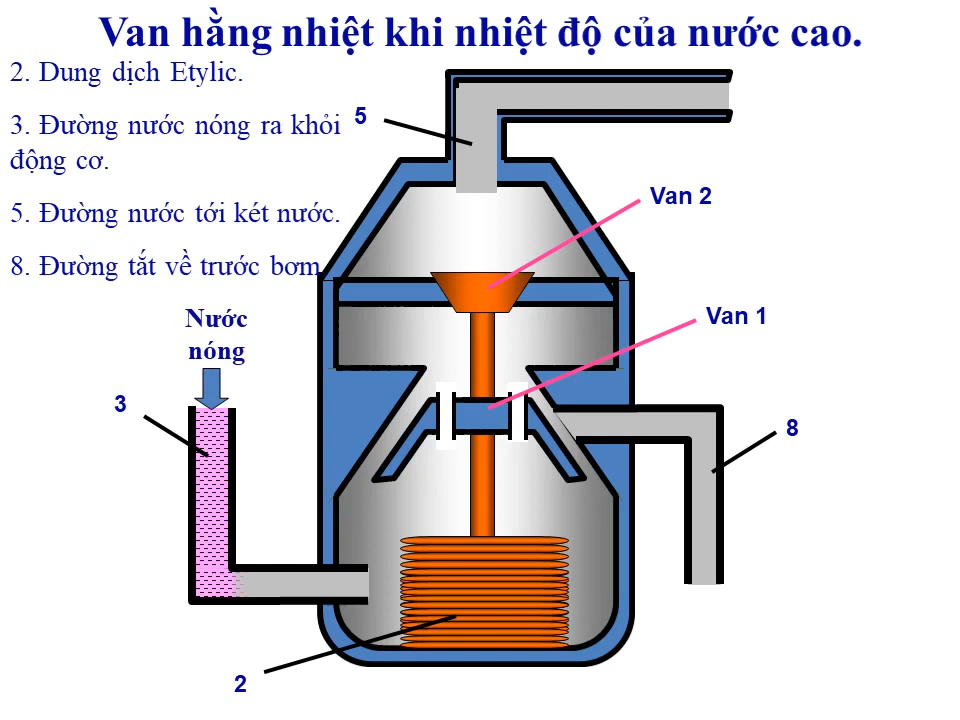 Van hằng nhiệt khi nhiệt độ của nước cao.
2. Dung dịch Etylic.
3. Đường nước nóng ra khỏi
động cơ.
5. Đường nước tới két nước.
8. Đường tắt về trước bơm
5
Van 2
Nước
nóng
Van 1
3
8
2